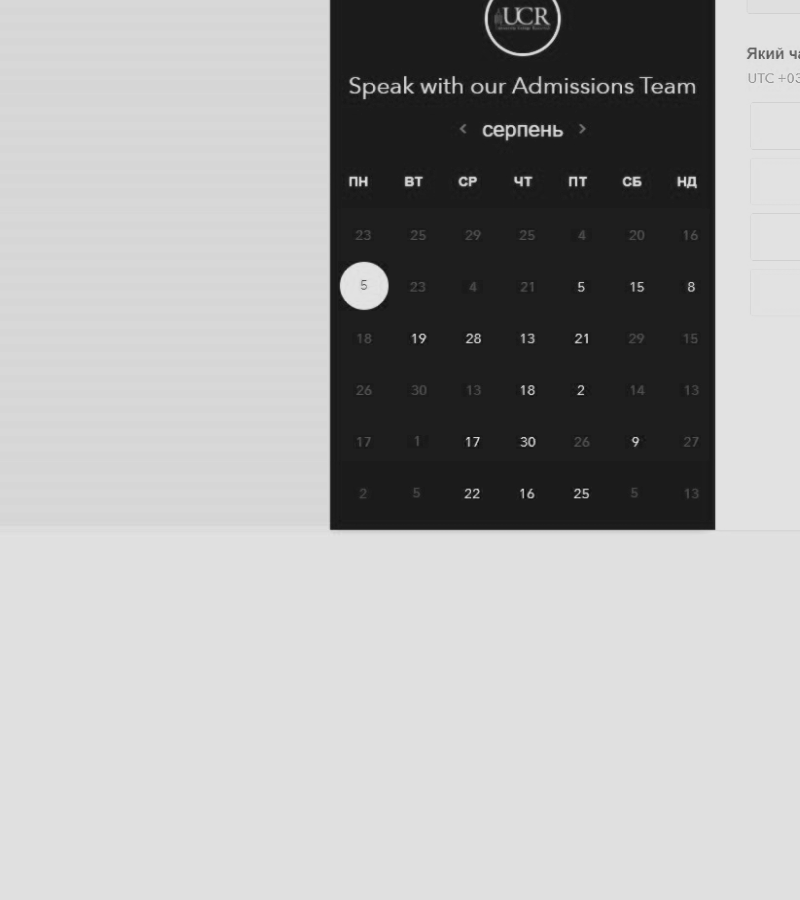 UCR
Speak with our Admissions Team
Який
UTC +03
< серпень >
ПН ВТ СР ЧТ ПТ СБ НД
23 25 29 25 4 20 16
5 23 4 21 5 15 8
18 19 28 13 21 29 15
26 30 13 18 2 14 13
17 1 17 30 26 9 27
2 5 22 16 25 5 13